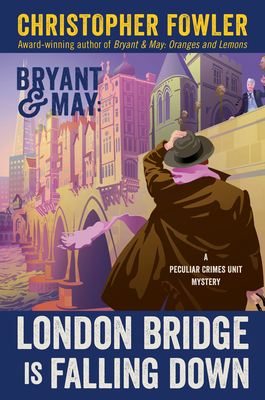 CHRISTOPHER FOWLER
Award-winning author of Bryant & May: Oranges and Lemons
BRYANT
& MAY:
A
PECULIAR CRIMES UNIT
MYSTERY
LONDON BRIDGE
IS FALLING DOWN